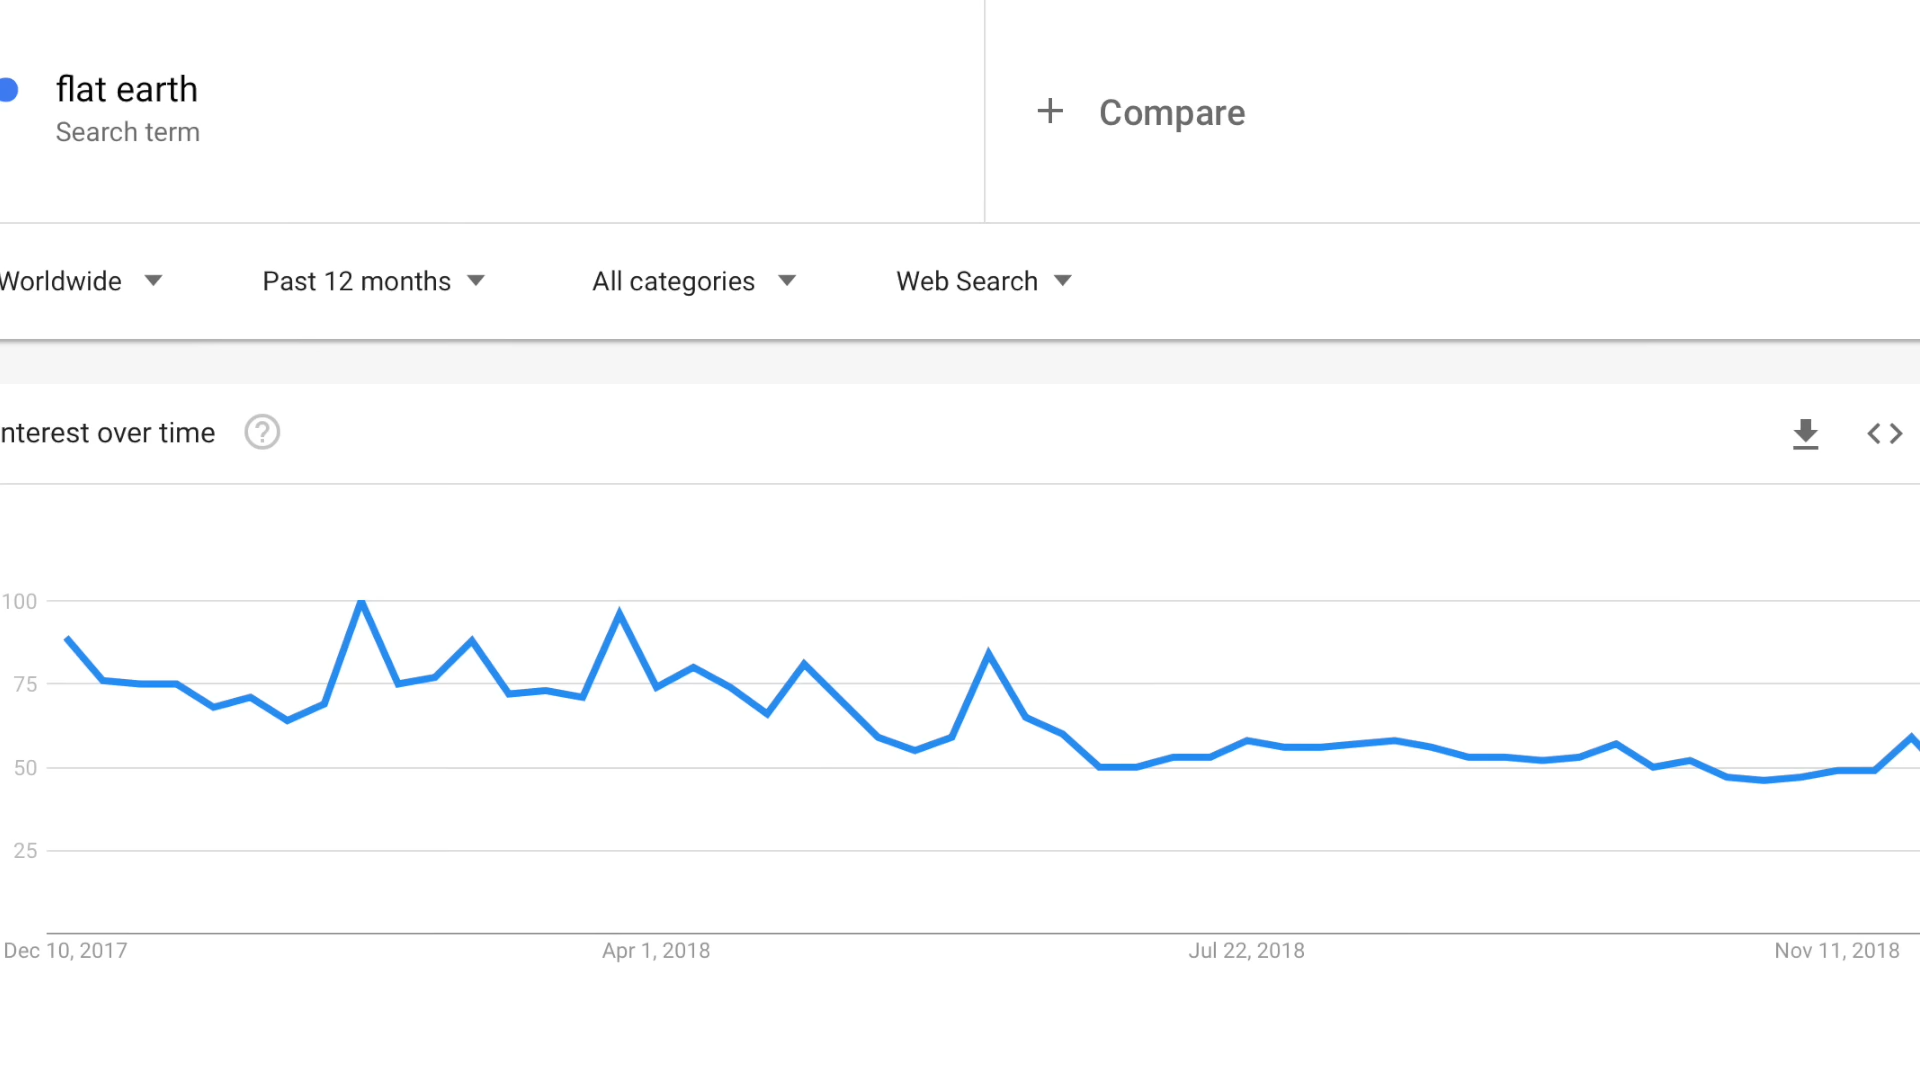 flat earth
Search term
+ Compare
Worldwide
Past 12 months
All categories
Web Search
nterest over time
100
75
50
25
Dec 10, 2017
Apr 1, 2018
Jul 22, 2018
Nov 11, 2018